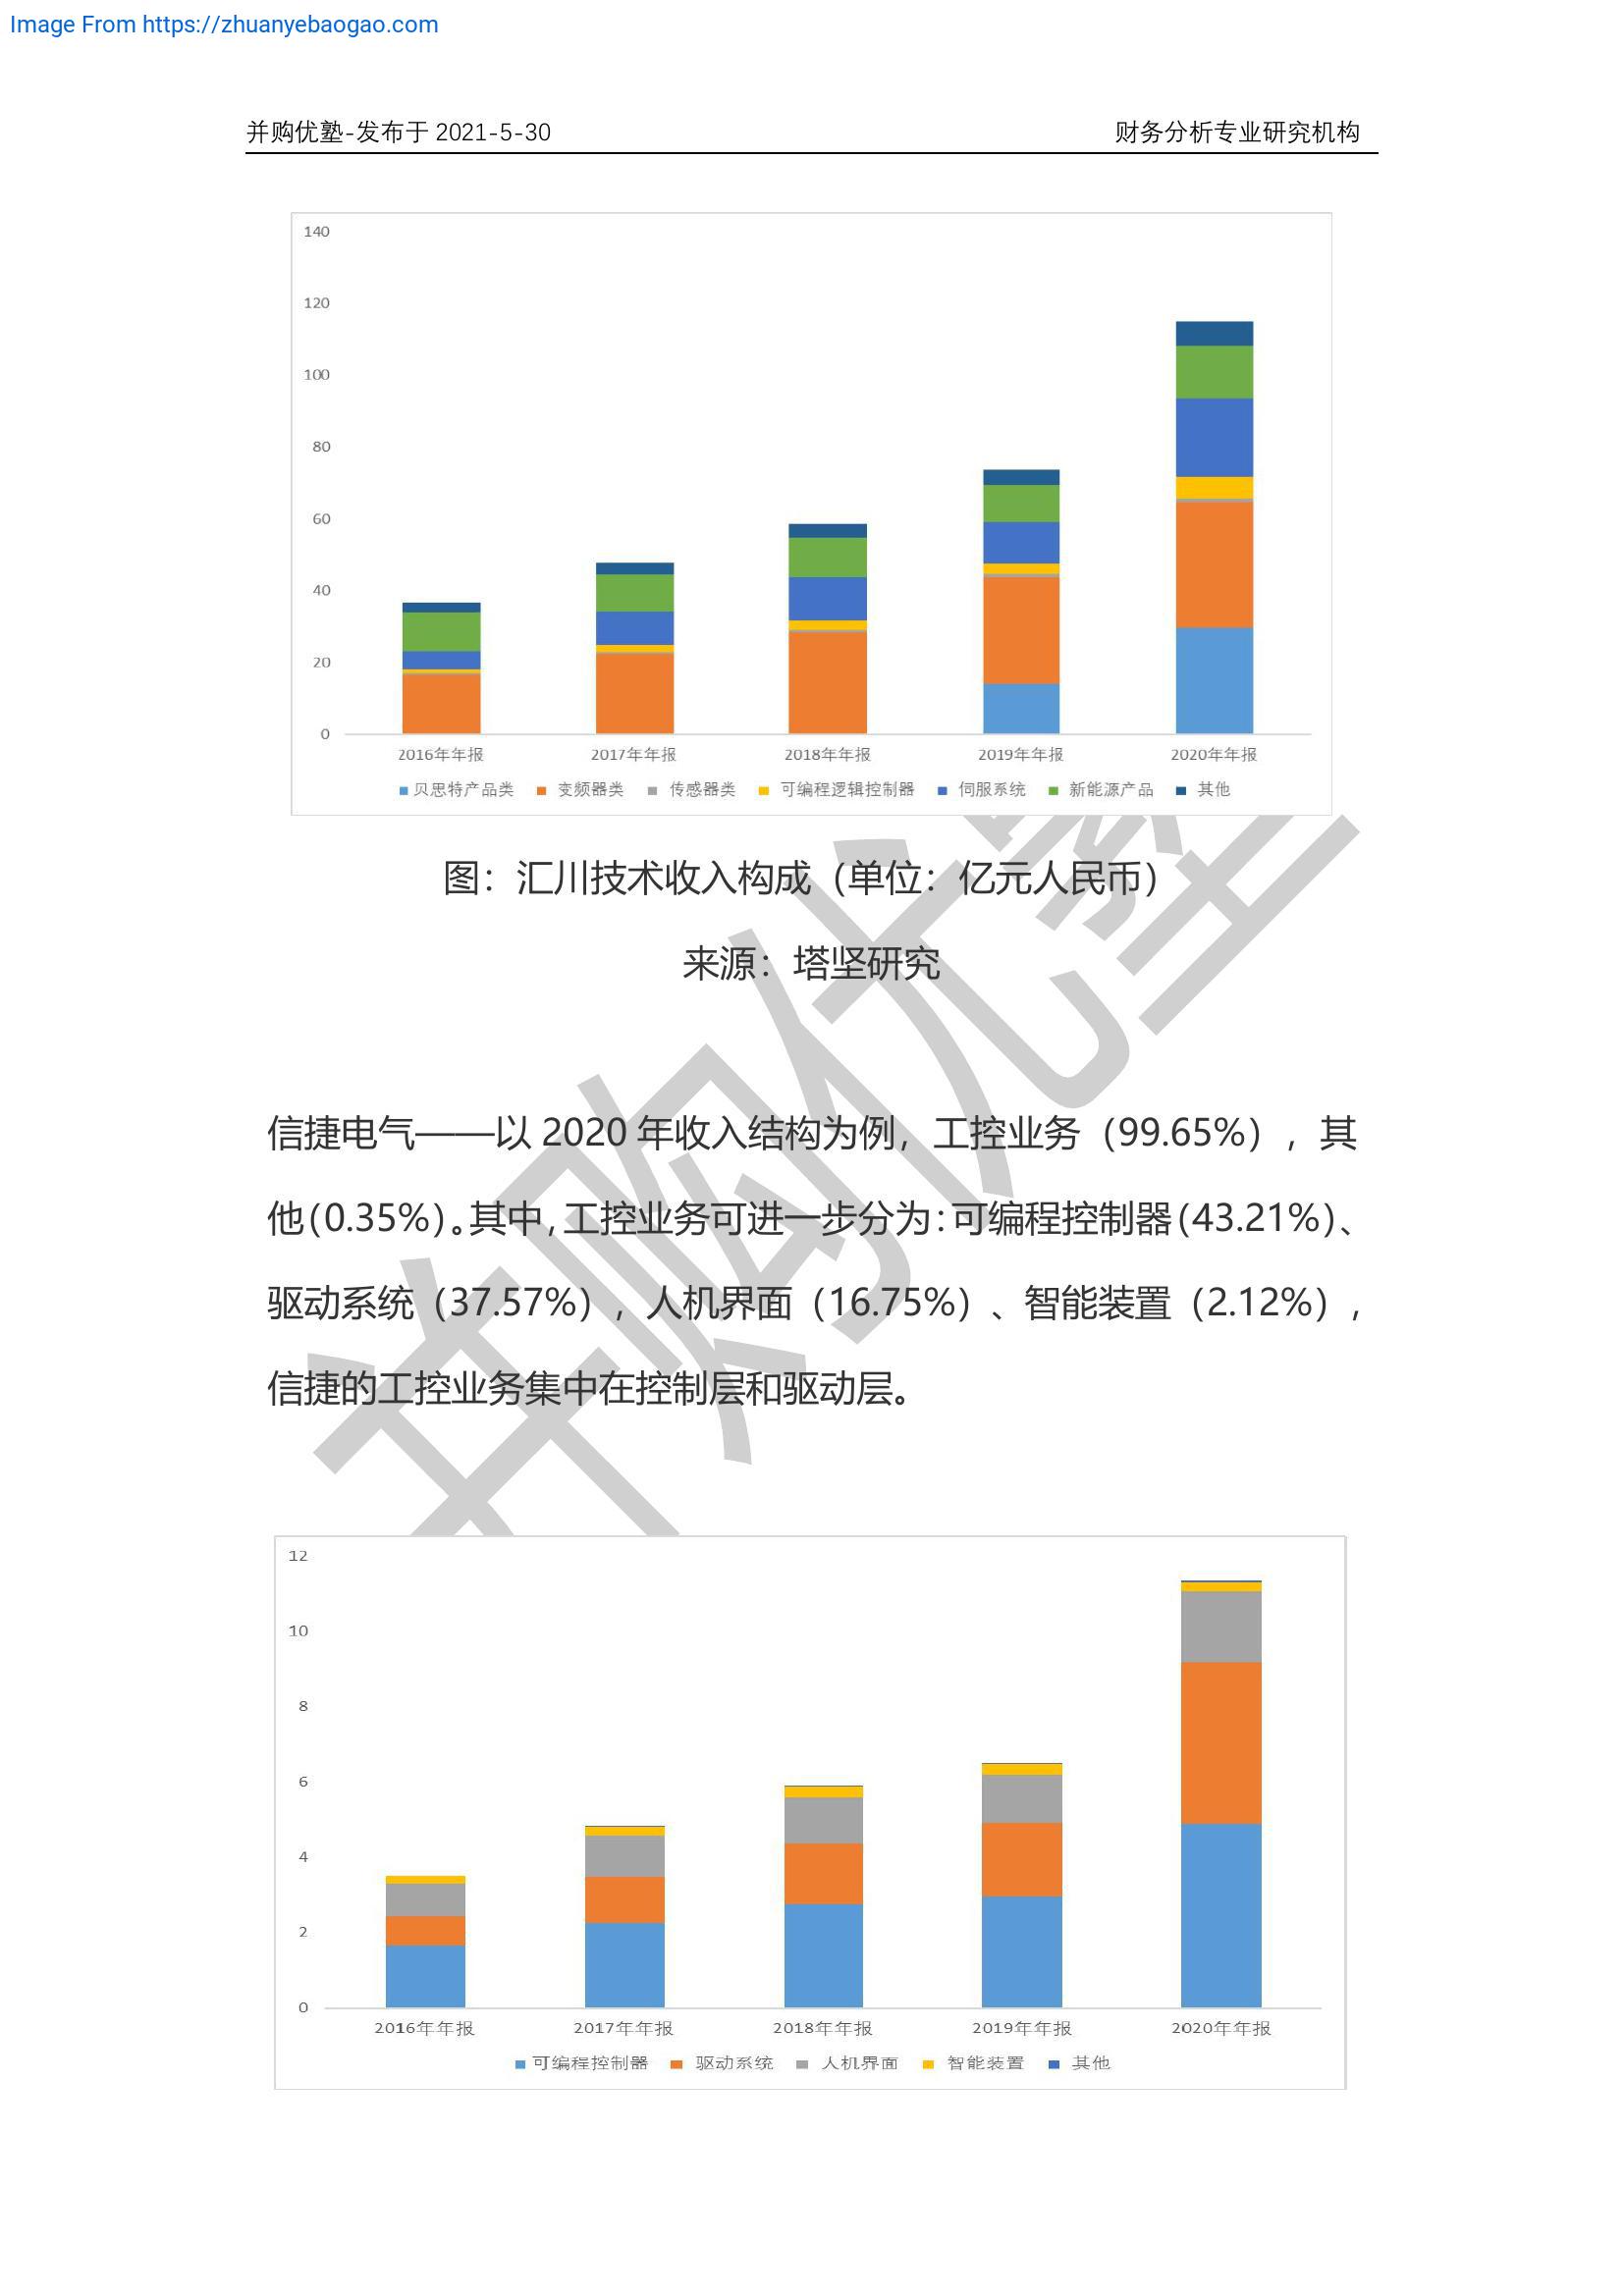 Image From https://zhuanyebaogao.com
并购优塾-发布于 2021-5-30 财务分析专业研究机构
140
120
100
80
60
40
20
0
2016年年报 2017年年报 2018年年报 2019年年报 2020年年报
贝思特产品类 变频器类 传感器类 可编程逻辑控制器 伺服系统 新能源产品 其他
图：汇川技术收入构成（单位：亿元人民币）
来源：塔坚研究
信捷电气——以 2020 年收入结构为例，工控业务（99.65%），其
他（0.35%）。其中，工控业务可进一步分为：可编程控制器（43.21%）、
驱动系统（37.57%），人机界面（16.75%）、智能装置（2.12%），
信捷的工控业务集中在控制层和驱动层。
并购优塾
12
10
8
6
4
2
0
2016年年报 2017年年报 2018年年报 2019年年报 2020年年报
可编程控制器 驱动系统 人机界面 智能装置 其他